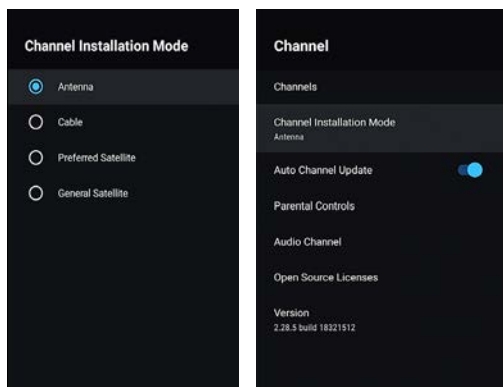 Channel Installation Mode
Antenna
Cable
Preferred Satellite
General Satellite
Channel
Channels
Channel Installation Mode
Antenna
Auto Channel Update
Parental Controls
Audio Channel
Open Source Licenses
Version
2.28.5 build 18321512